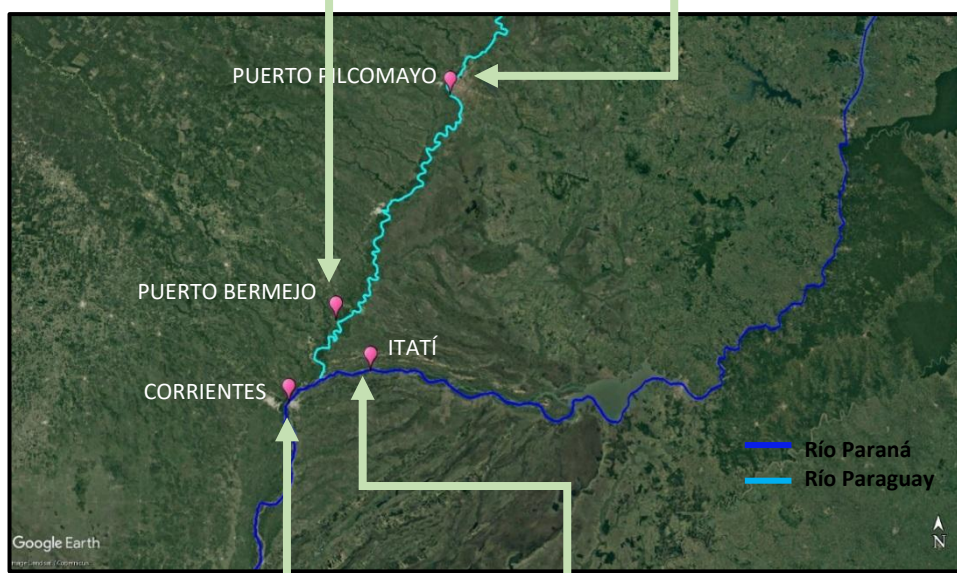 PUERTO PILCOMAYO
PUERTO BERMEJO
ITATÍ
CORRIENTES
Río Paraná
Río Paraguay
Google Earth
N